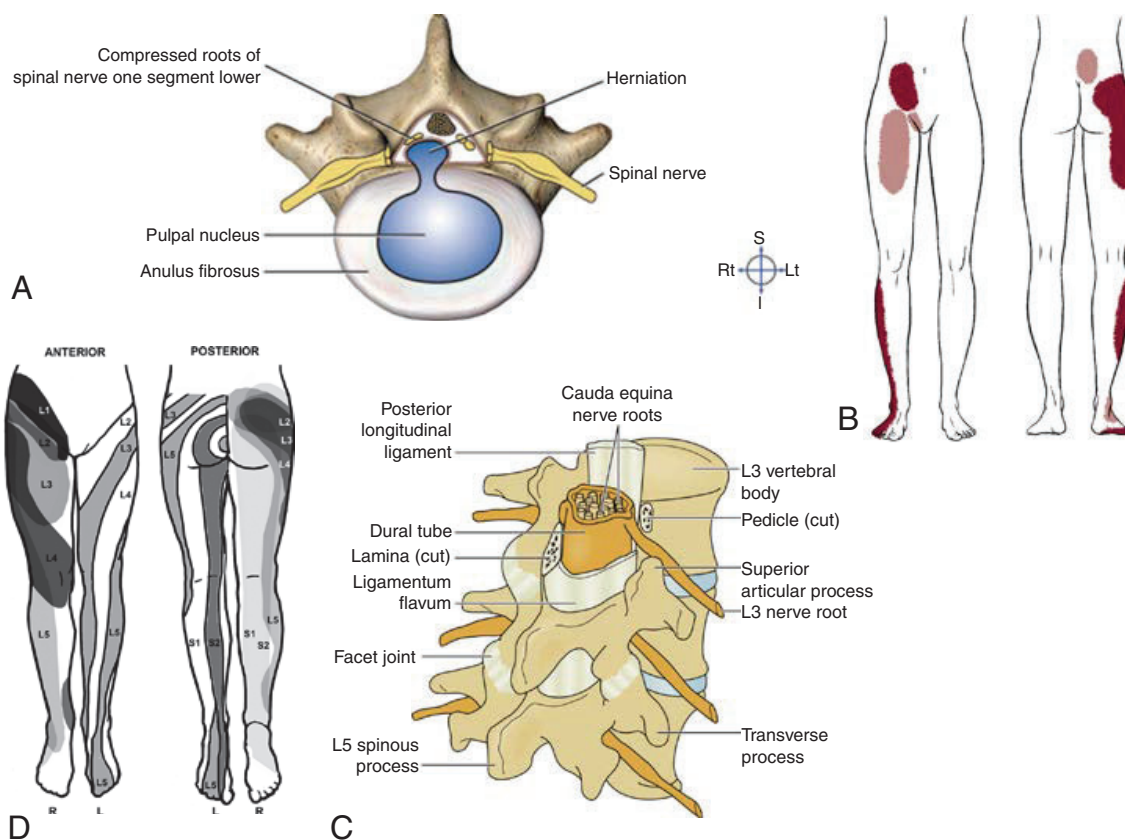 Compressed roots of
spinal nerve one segment lower
Herniation
Spinal nerve
Pulpal nucleus
Anulus fibrosus
A
S
Rt
Lt
I
B
ANTERIOR
POSTERIOR
L1
L2
L3
L4
L5
L2
L3
L4
L5
L5
L3
L5
S1
S2
L5
L2
L3
L4
L5
S1
S2
R
L
L
R
D
Cauda equina
nerve roots
Posterior
longitudinal
ligament
L3 vertebral
body
Dural tube
Pedicle (cut)
Lamina (cut)
Ligamentum
flavum
Superior
articular process
L3 nerve root
Facet joint
L5 spinous
process
Transverse
process
C